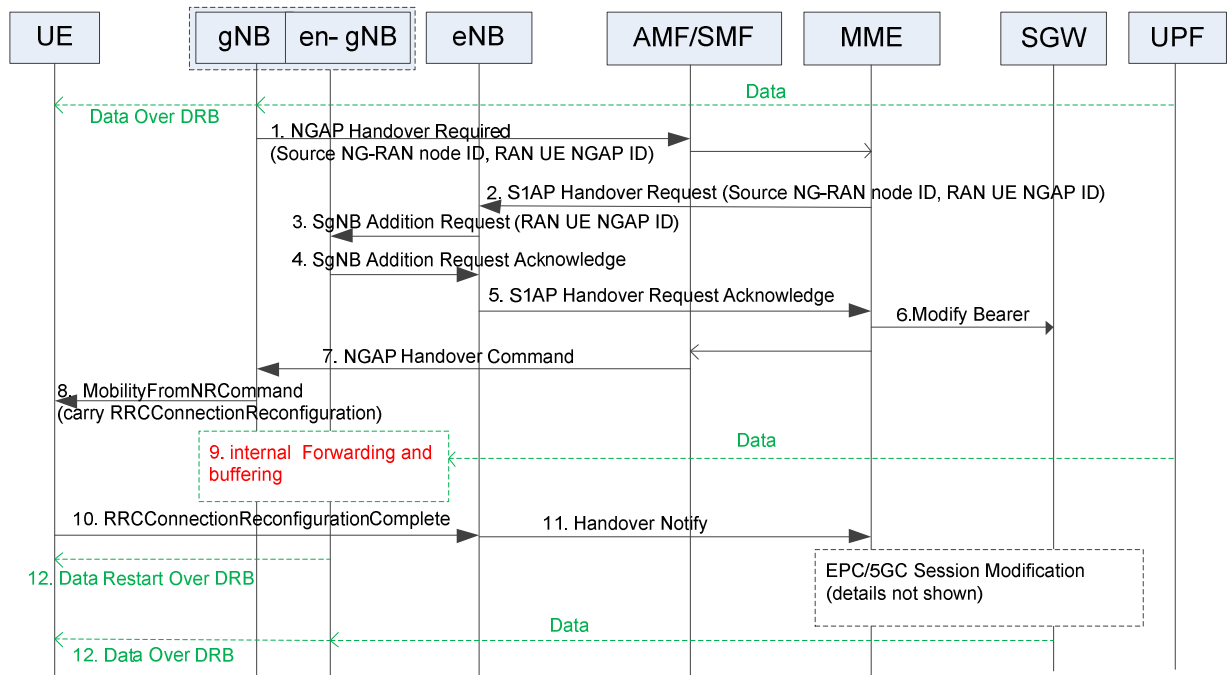 UE
gNB
en- gNB
eNB
AMF/SMF
MME
SGW
UPF
Data
Data Over DRB
1. NGAP Handover Required
(Source NG-RAN node ID, RAN UE NGAP ID)
2. S1AP Handover Request (Source NG-RAN node ID, RAN UE NGAP ID)
3. SgNB Addition Request (RAN UE NGAP ID)
4. SgNB Addition Request Acknowledge
5. S1AP Handover Request Acknowledge
6.Modify Bearer
7. NGAP Handover Command
8. MobilityFromNRCommand
(carry RRCConnectionReconfiguration)
Data
9. internal Forwarding and
buffering
10. RRCConnectionReconfigurationComplete
11. Handover Notify
12. Data Restart Over DRB
EPC/5GC Session Modification
(details not shown)
Data
12. Data Over DRB